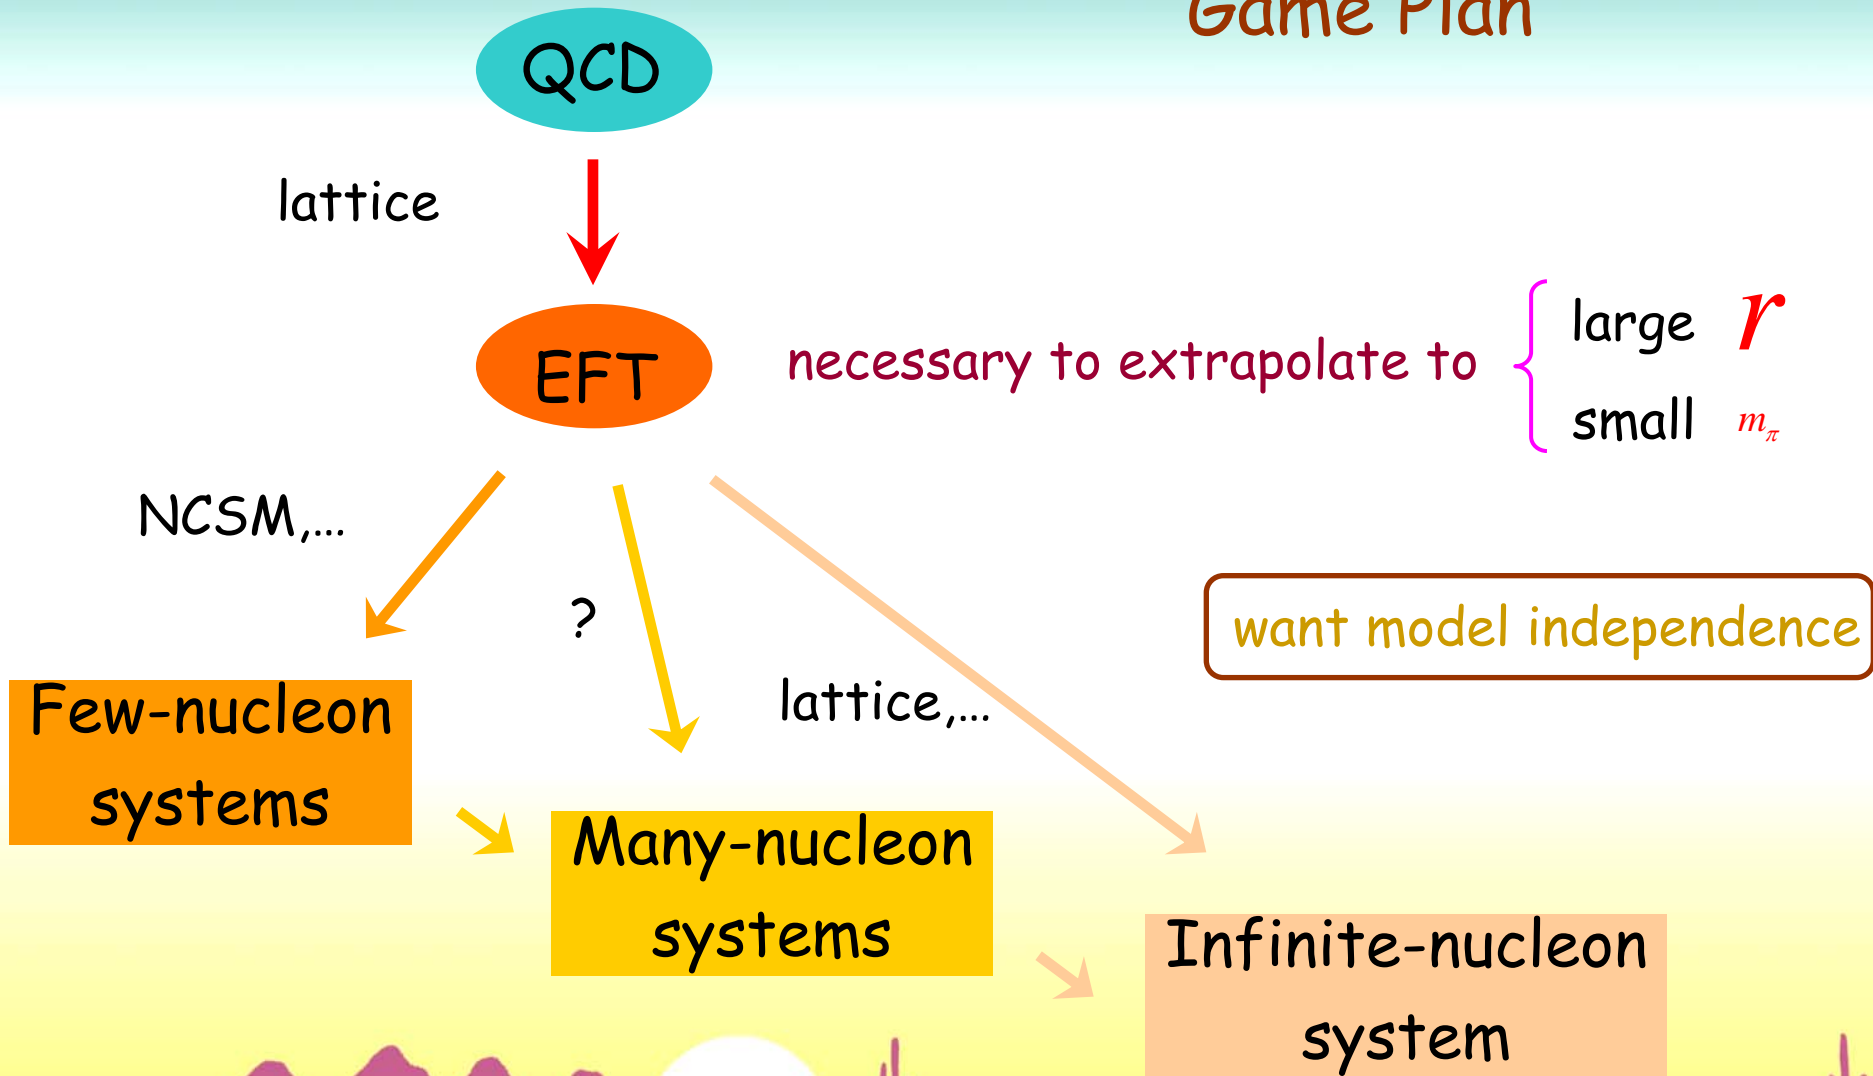 Game Plan
QCD
lattice
EFT
necessary to extrapolate to
large r
small mπ
NCSM,...
?
want model independence
lattice,...
Few-nucleon
systems
Many-nucleon
systems
Infinite-nucleon
system